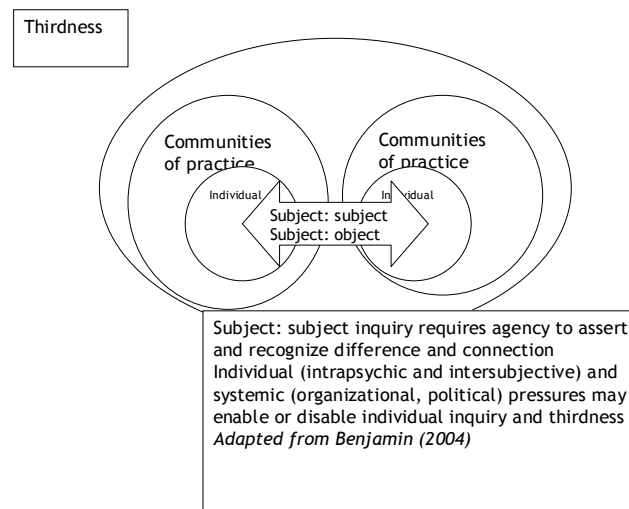 Thirdness
Communities
of practice
Communities
of practice
Individual
Subject: subject
Subject: object
Subject: subject inquiry requires agency to assert
and recognize difference and connection
Individual (intrapsychic and intersubjective) and
systemic (organizational, political) pressures may
enable or disable individual inquiry and thirdness
Adapted from Benjamin (2004)